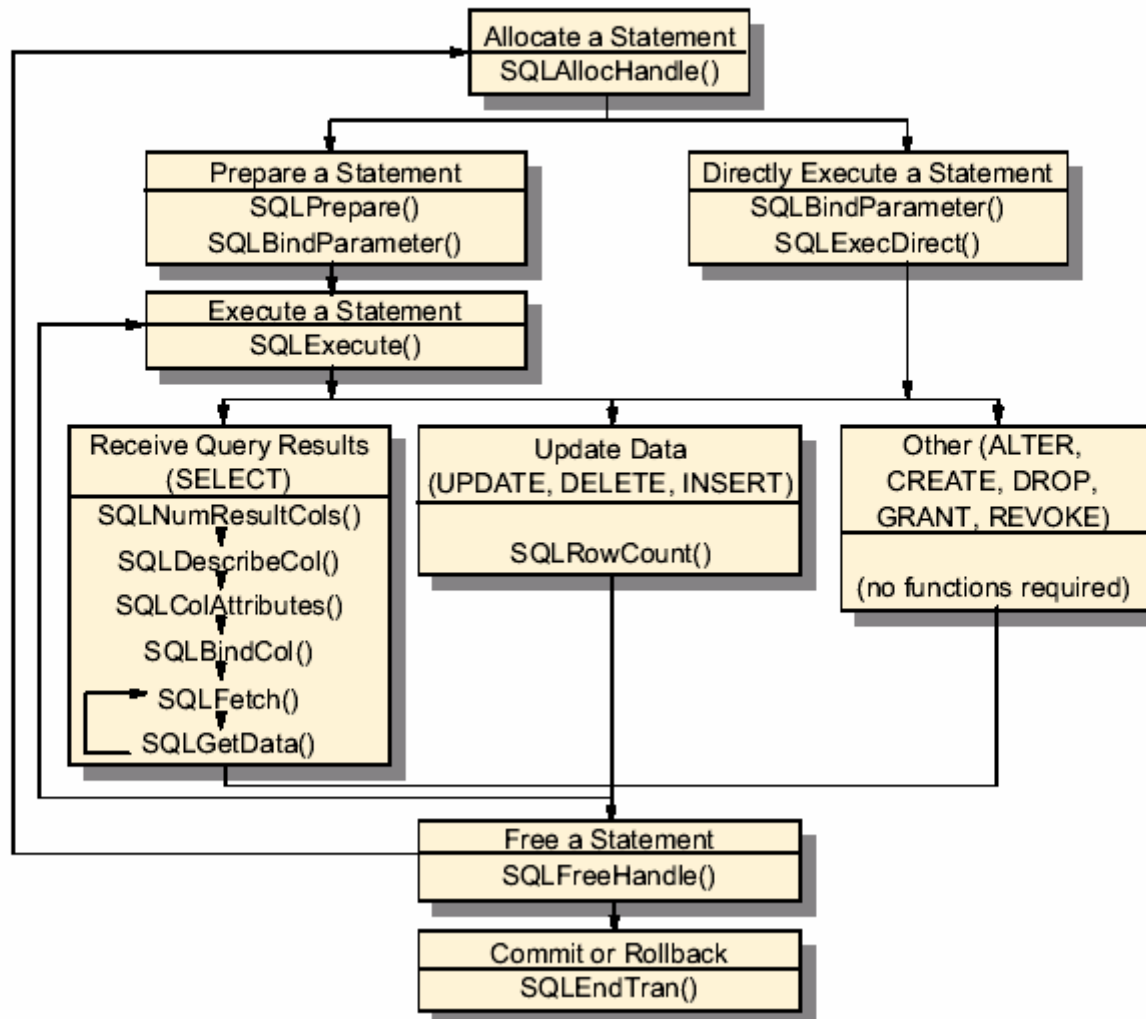 Allocate a Statement
SQLAllocHandle()
Prepare a Statement
SQLPrepare()
SQLBindParameter()
Directly Execute a Statement
SQLBindParameter()
SQLExecDirect()
Execute a Statement
SQLExecute()
Receive Query Results
(SELECT)
SQLNumResultCols()
SQLDescribeCol()
SQLColAttributes()
SQLBindCol()
SQLFetch()
SQLGetData()
Update Data
(UPDATE, DELETE, INSERT)
SQLRowCount()
Other (ALTER,
CREATE, DROP,
GRANT, REVOKE)
(no functions required)
Free a Statement
SQLFreeHandle()
Commit or Rollback
SQLEndTran()